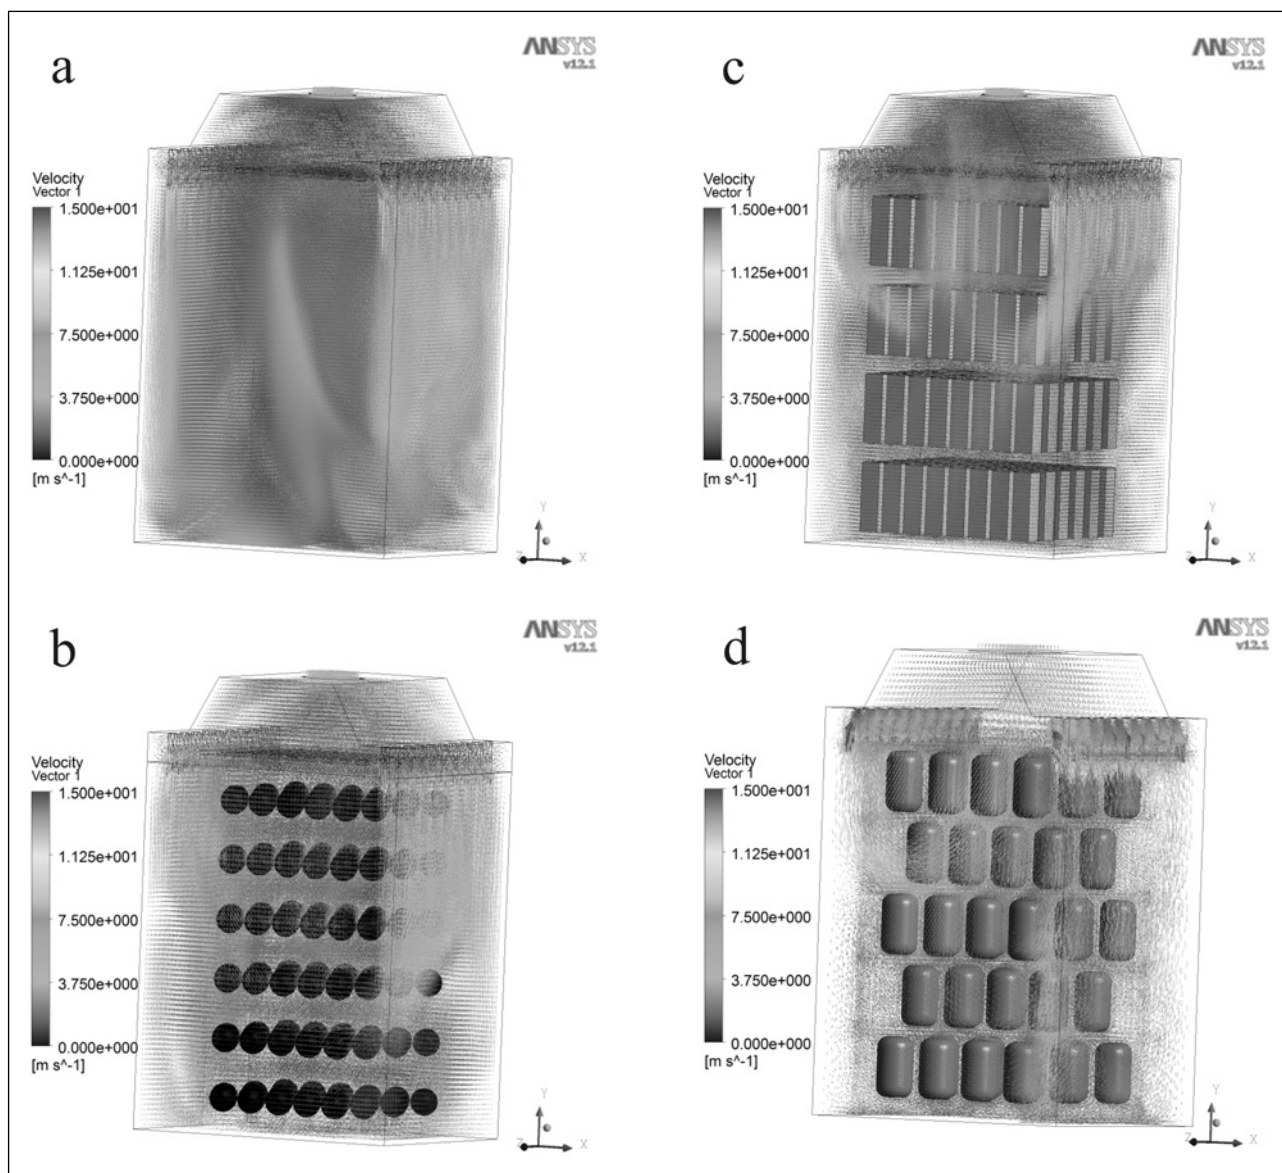 a
ANSYS
v12.1
Velocity
Vector 1
1.500e+001
1.125e+001
7.500e+000
3.750e+000
0.000e+000
[m s^-1]
Y
Z
X
c
ANSYS
v12.1
Velocity
Vector 1
1.500e+001
1.125e+001
7.500e+000
3.750e+000
0.000e+000
[m s^-1]
Y
Z
X
b
ANSYS
v12.1
Velocity
Vector 1
1.500e+001
1.125e+001
7.500e+000
3.750e+000
0.000e+000
[m s^-1]
Y
Z
X
d
ANSYS
v12.1
Velocity
Vector 1
1.500e+001
1.125e+001
7.500e+000
3.750e+000
0.000e+000
[m s^-1]
Y
Z
X